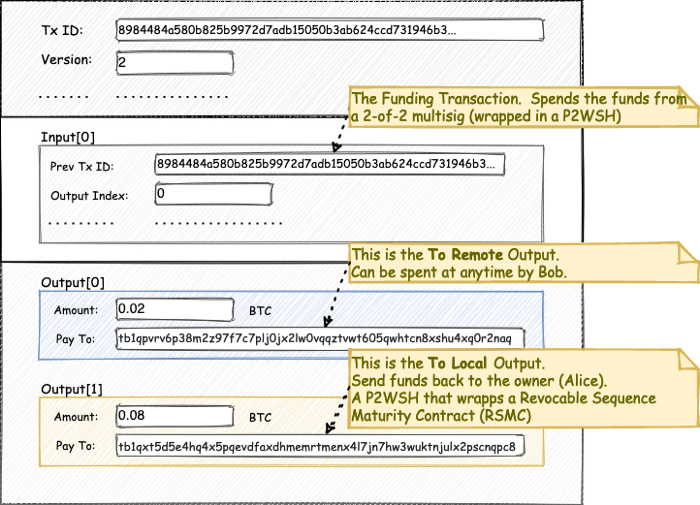 Tx ID: 8984484a580b825b9972d7adb15050b3ab624ccd731946b3...
Version: 2
....... ...............
The Funding Transaction. Spends the funds from
a 2-of-2 multisig (wrapped in a P2WSH)
Input[0]
Prev Tx ID: 8984484a580b825b9972d7adb15050b3ab624ccd731946b3...
Output Index: 0
......... .................
This is the To Remote Output.
Can be spent at anytime by Bob.
Output[0]
Amount: 0.02 BTC
Pay To: tb1qpvrv6p38m2z97f7c7plj0jx2lw0vqqztvwt605qwhtcn8xshu4xq0r2naq
This is the To Local Output.
Send funds back to the owner (Alice).
A P2WSH that wrapps a Revocable Sequence
Maturity Contract (RSMC)
Output[1]
Amount: 0.08 BTC
Pay To: tb1qxt5d5e4hq4x5pqevdfaxdhmemrtmenx4l7jn7hw3wuktnjulx2pscnqpc8